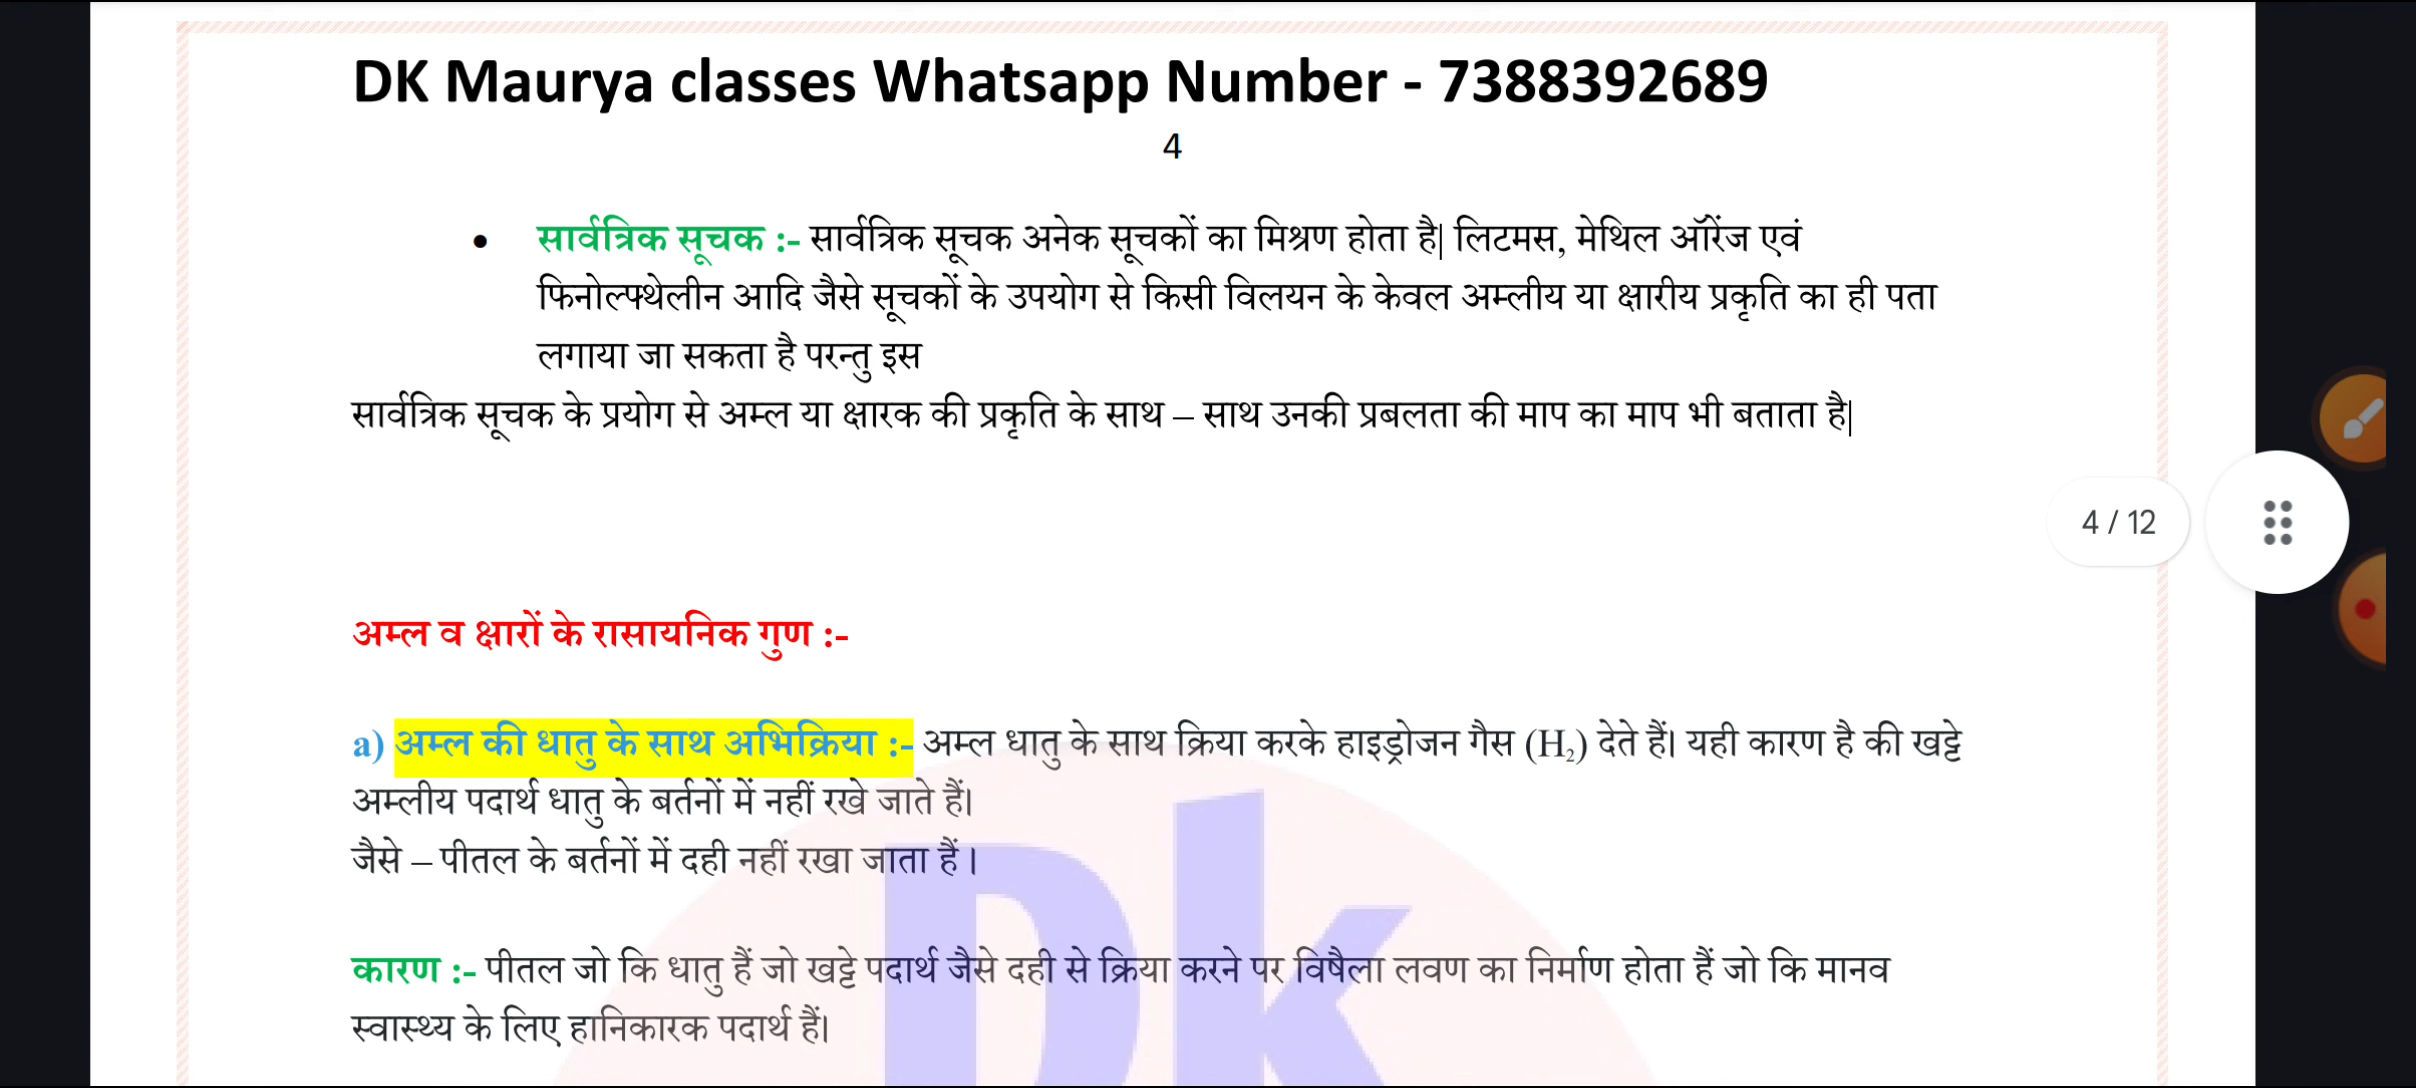 DK Maurya classes Whatsapp Number - 7388392689
4
• सार्वत्रिक सूचक :- सार्वत्रिक सूचक अनेक सूचकों का मिश्रण होता है| लिटमस, मेथिल ऑरेंज एवं
फिनोल्फ्थेलीन आदि जैसे सूचकों के उपयोग से किसी विलयन के केवल अम्लीय या क्षारीय प्रकृति का ही पता
लगाया जा सकता है परन्तु इस
सार्वत्रिक सूचक के प्रयोग से अम्ल या क्षारक की प्रकृति के साथ – साथ उनकी प्रबलता की माप का माप भी बताता है|
4 / 12
अम्ल व क्षारों के रासायनिक गुण :-
a) अम्ल की धातु के साथ अभिक्रिया :- अम्ल धातु के साथ क्रिया करके हाइड्रोजन गैस (H₂) देते हैं। यही कारण है की खट्टे
अम्लीय पदार्थ धातु के बर्तनों में नहीं रखे जाते हैं।
जैसे – पीतल के बर्तनों में दही नहीं रखा जाता हैं ।
कारण :- पीतल जो कि धातु हैं जो खट्टे पदार्थ जैसे दही से क्रिया करने पर विषैला लवण का निर्माण होता हैं जो कि मानव
स्वास्थ्य के लिए हानिकारक पदार्थ हैं।
Dk